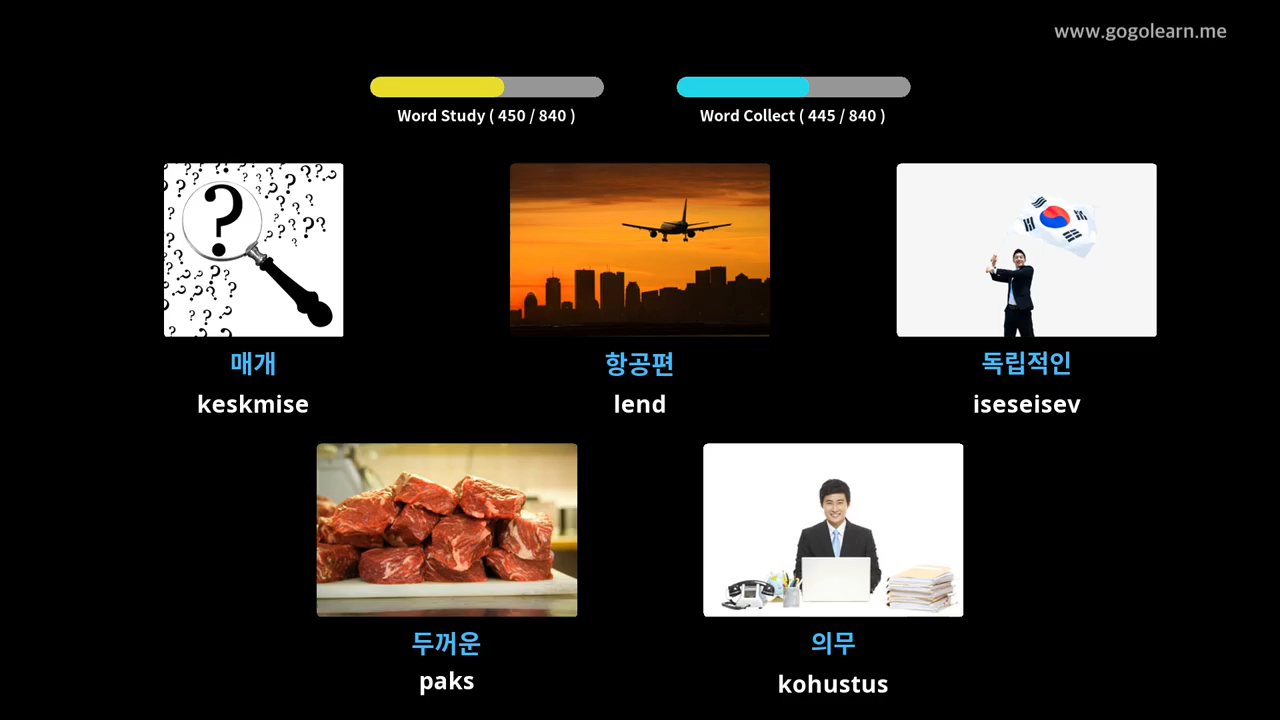 www.gogolearn.me
Word Study ( 450 / 840 )
Word Collect ( 445 / 840 )
매개
keskmise
항공편
lend
독립적인
iseseisev
두꺼운
paks
의무
kohustus